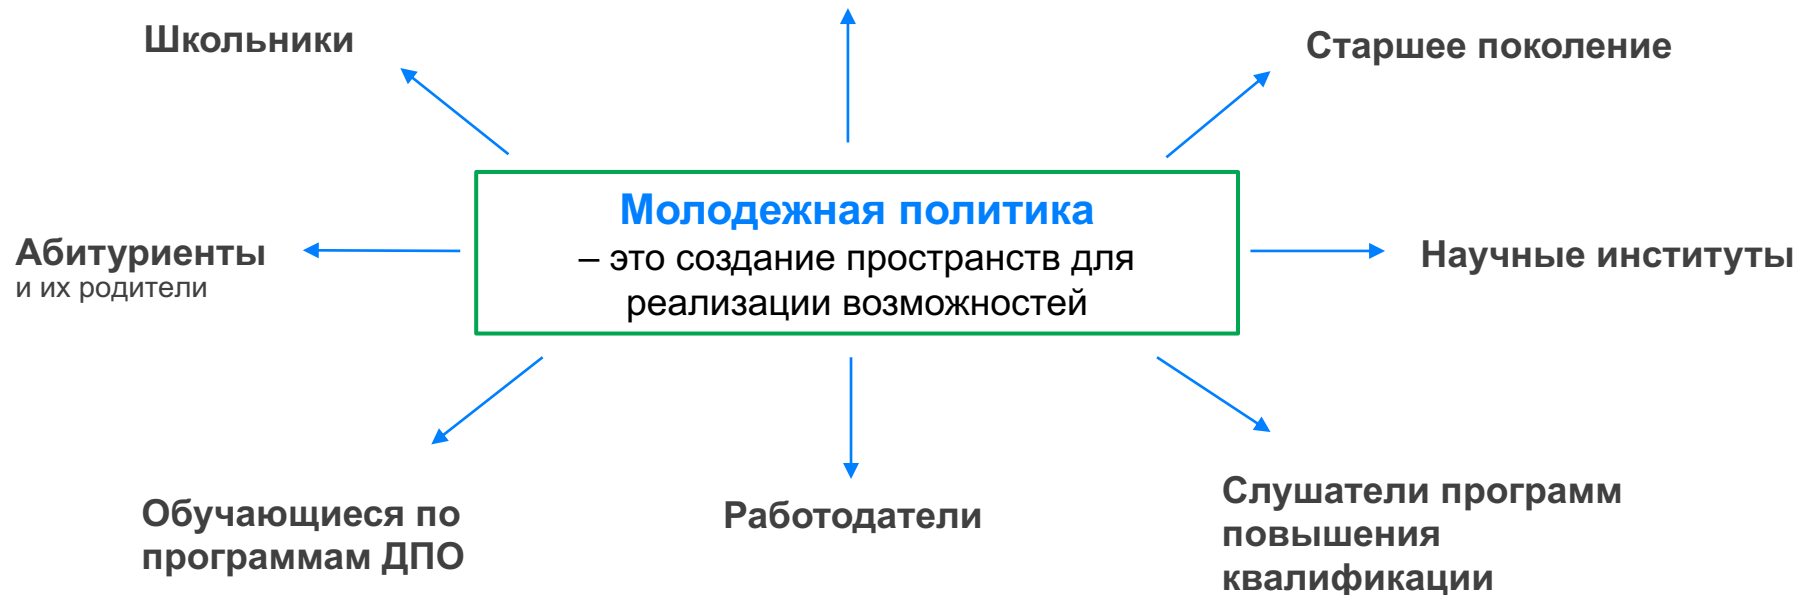 Школьники
Старшее поколение
Молодежная политика
– это создание пространств для
реализации возможностей
Абитуриенты
и их родители
Научные институты
Обучающиеся по
программам ДПО
Работодатели
Слушатели программ
повышения
квалификации